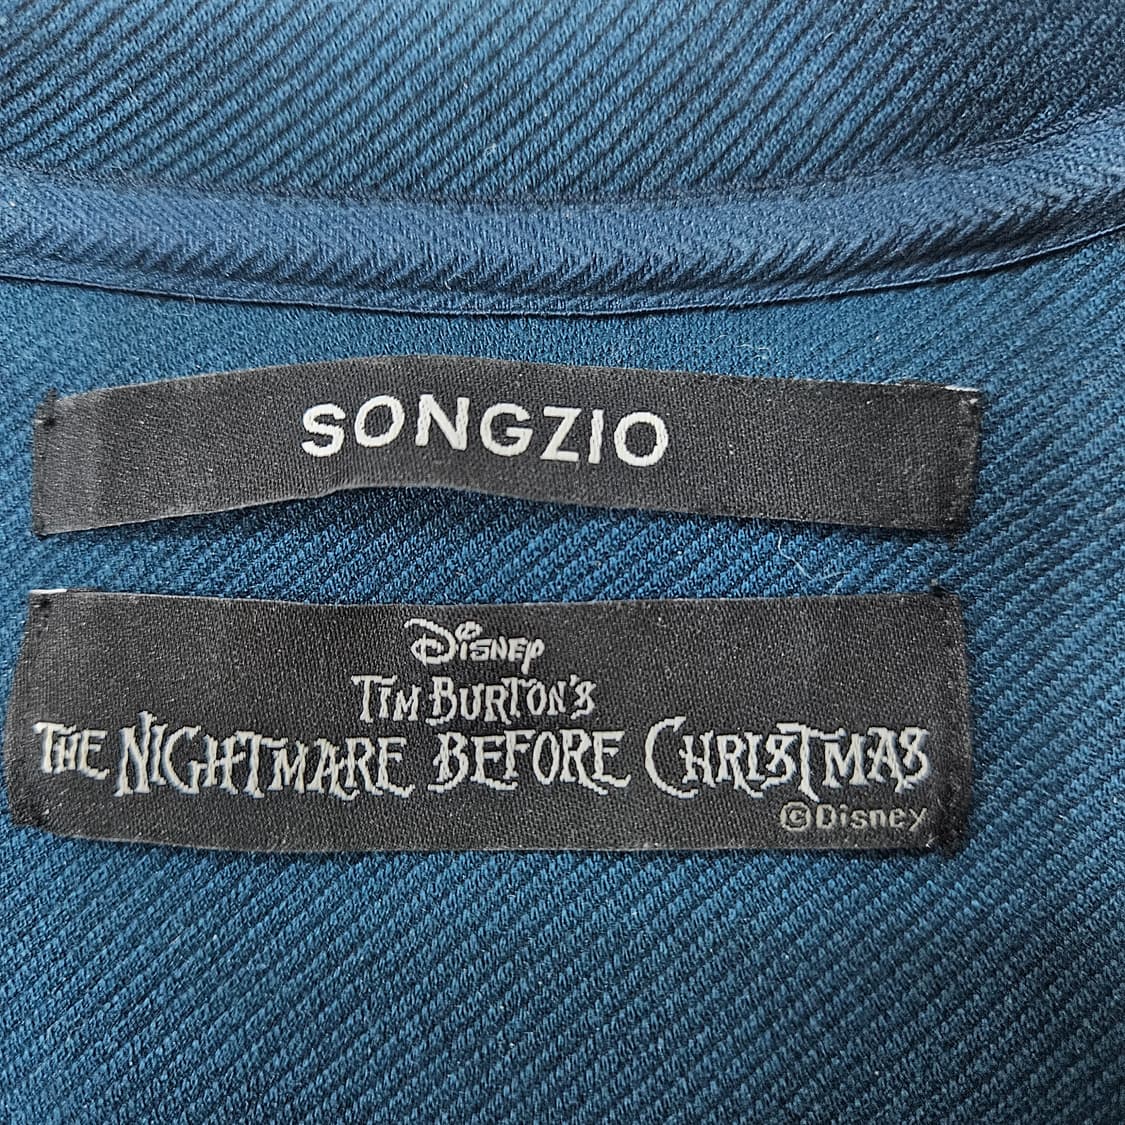 SONGZIO
Disney
TIM BURTON'S
THE NIGHTMARE BEFORE CHRISTMAS
©Disney